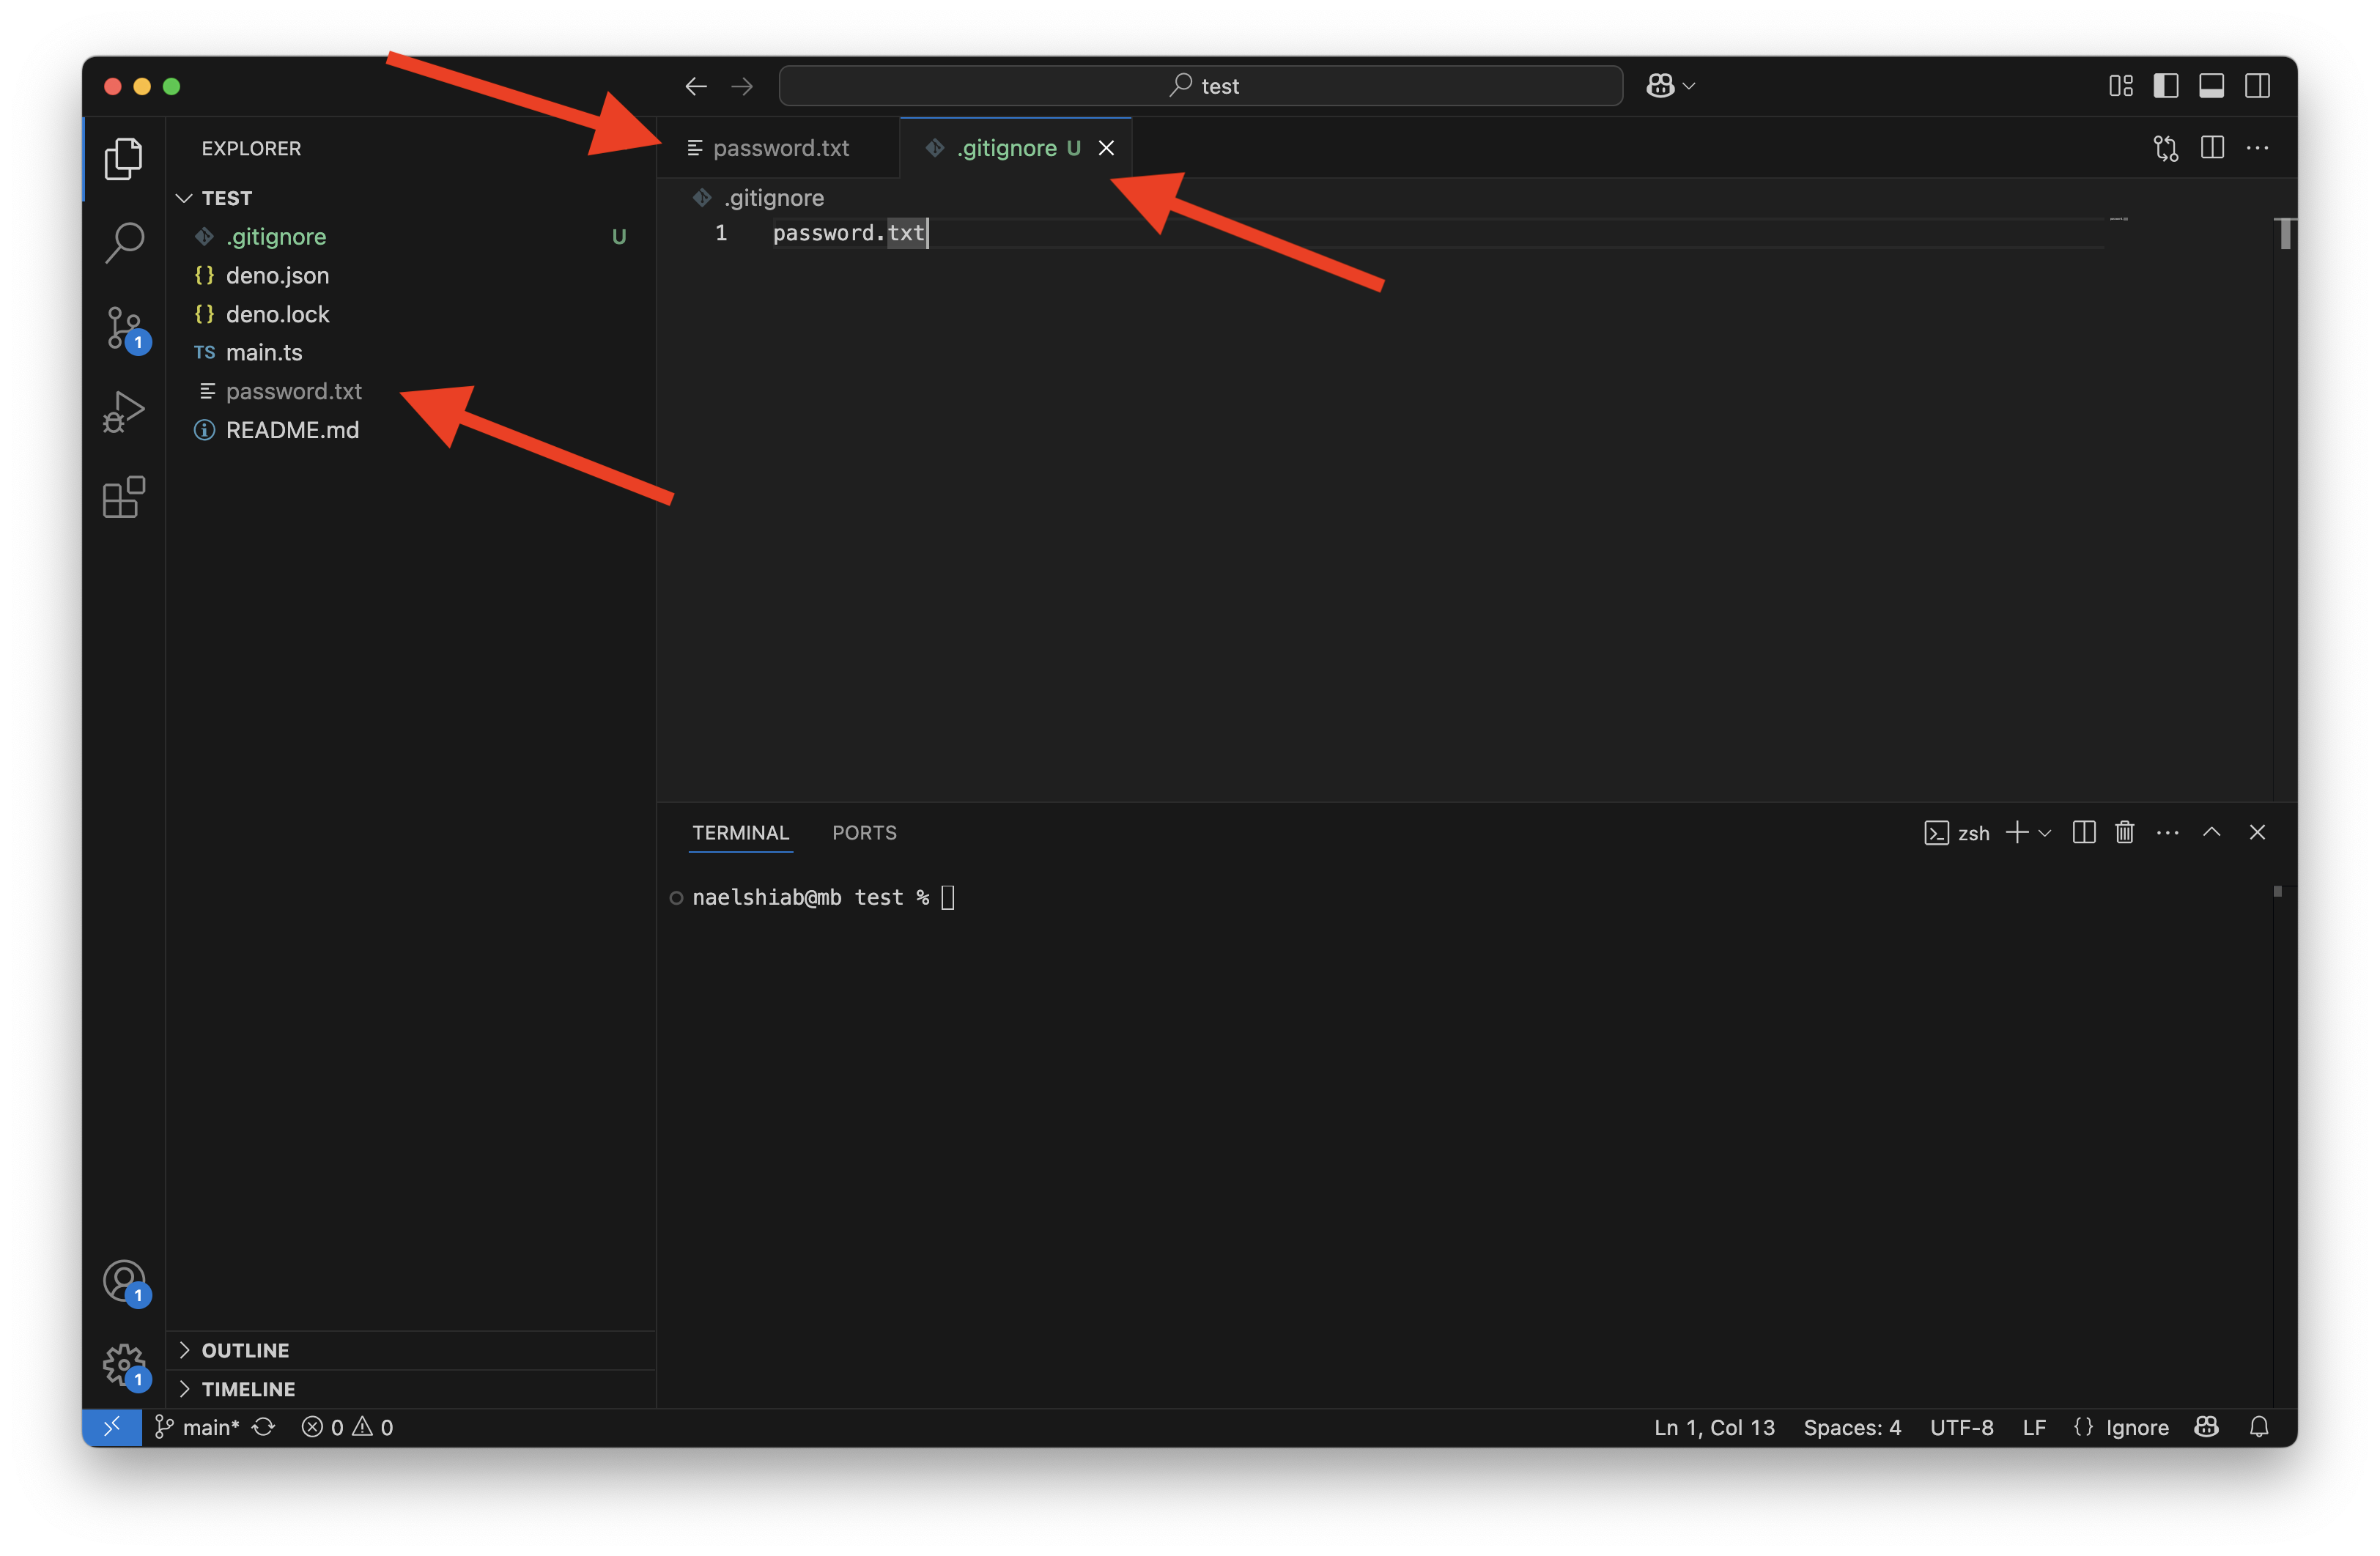 test
EXPLORER
TEST
.gitignore U
{} deno.json
{} deno.lock
TS main.ts
password.txt
README.md
password.txt
.gitignore U
.gitignore
1 password.txt
TERMINAL PORTS
zsh
naelshiab@mb test %
1
1
1
OUTLINE
TIMELINE
main* 0 0
Ln 1, Col 13 Spaces: 4 UTF-8 LF {} Ignore